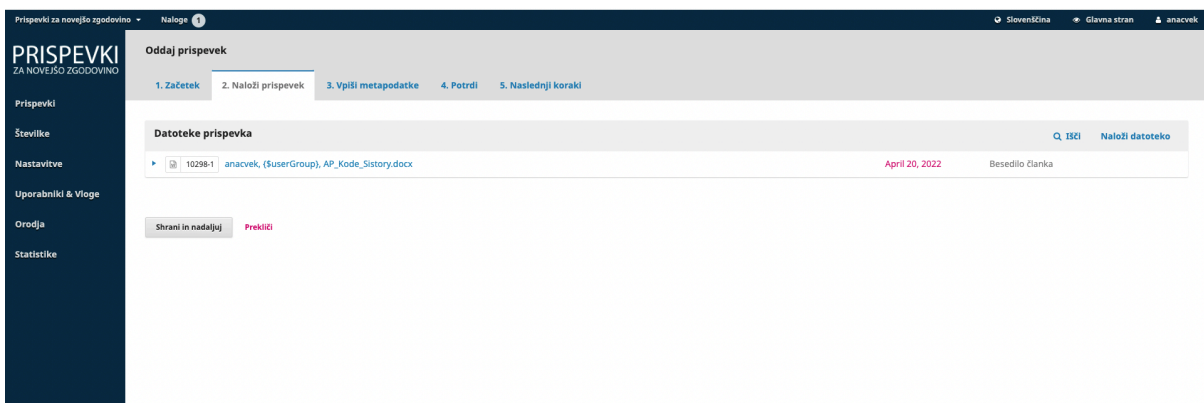 Prispevki za novejšo zgodovino Naloge 1 Slovenščina Glavna stran anacvek
PRISPEVKI
ZA NOVEJŠO ZGODOVINO
Oddaj prispevek
1. Začetek 2. Naloži prispevek 3. Vpiši metapodatke 4. Potrdi 5. Naslednji koraki
Prispevki
Številke
Nastavitve
Uporabniki & Vloge
Orodja
Statistike
Datoteke prispevka Išči Naloži datoteko
10298-1 anacvek, {$userGroup}, AP_Kode_Sistory.docx April 20, 2022 Besedilo članka
Shrani in nadaljuj Prekliči